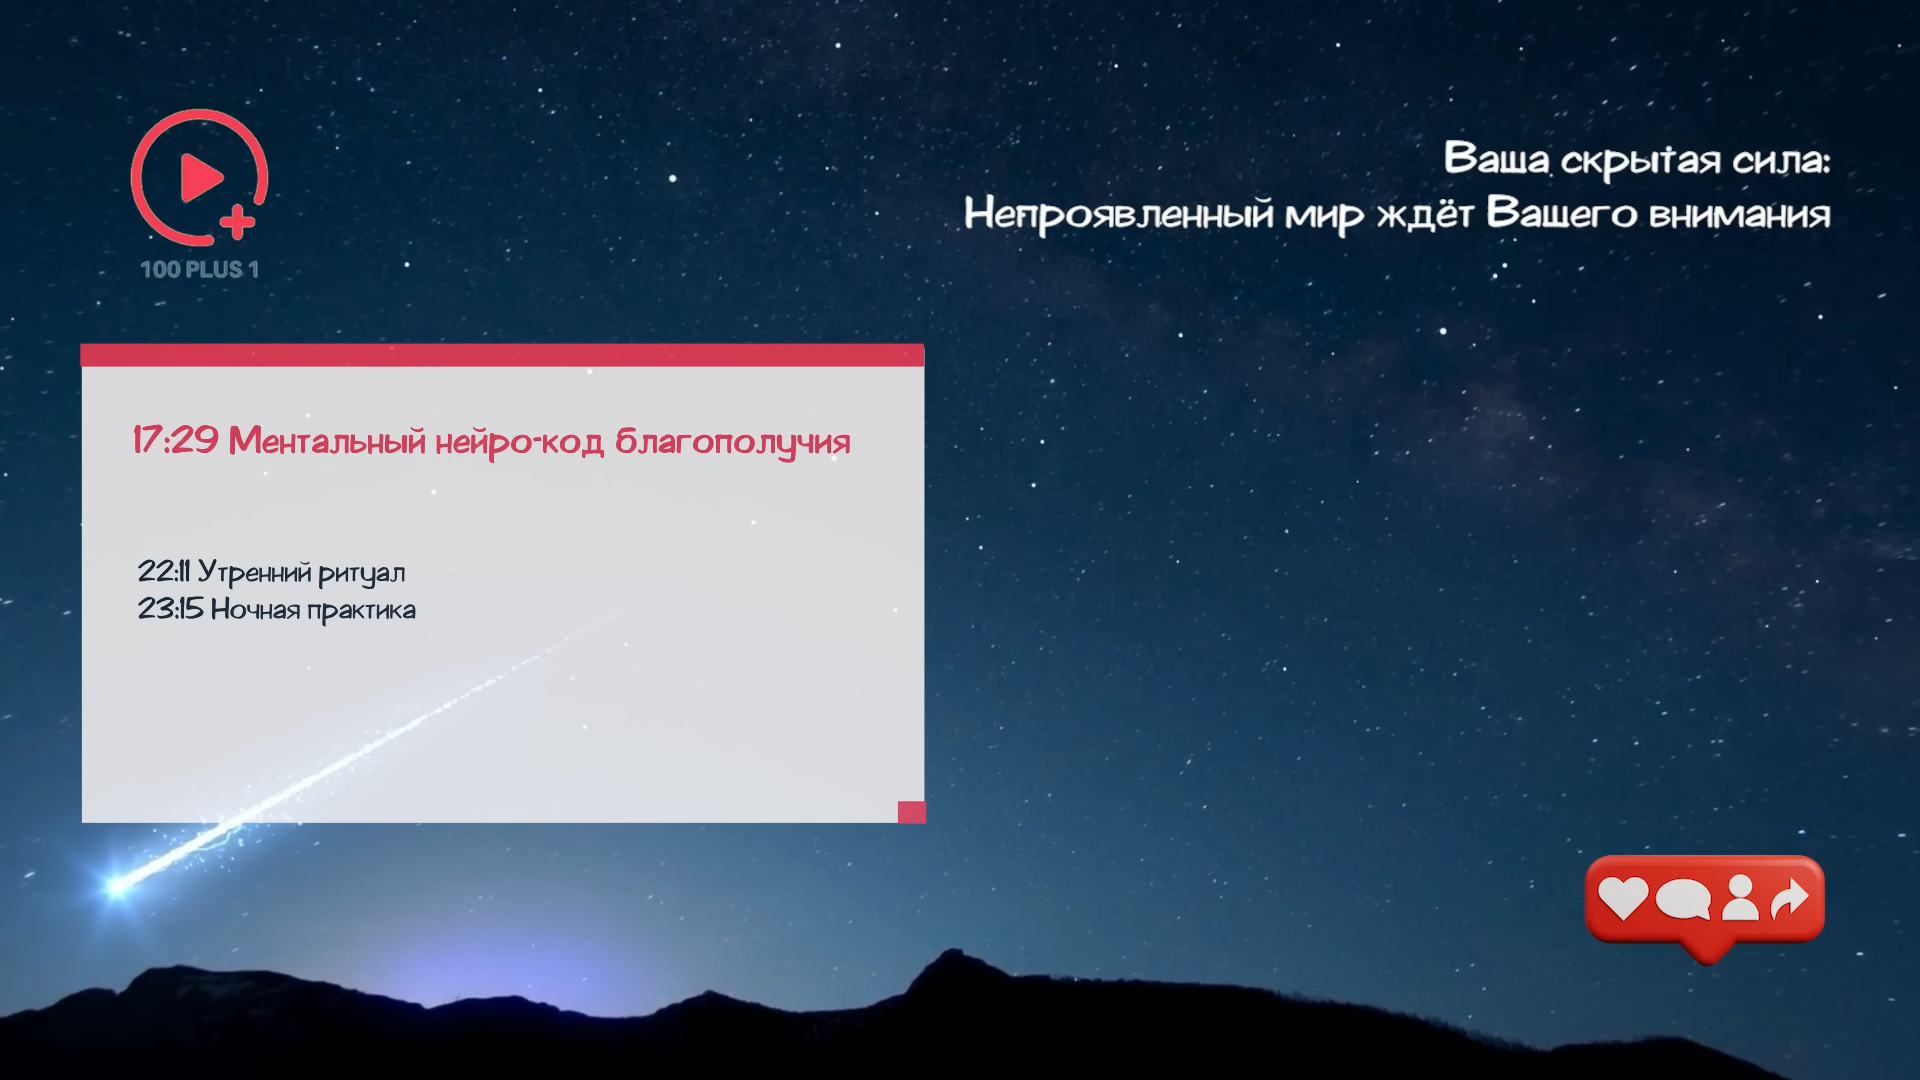 100 PLUS 1
Ваша скрытая сила:
Непроявленный мир ждёт Вашего внимания
17:29 Ментальный нейро-код благополучия
22:11 Утренний ритуал
23:15 Ночная практика